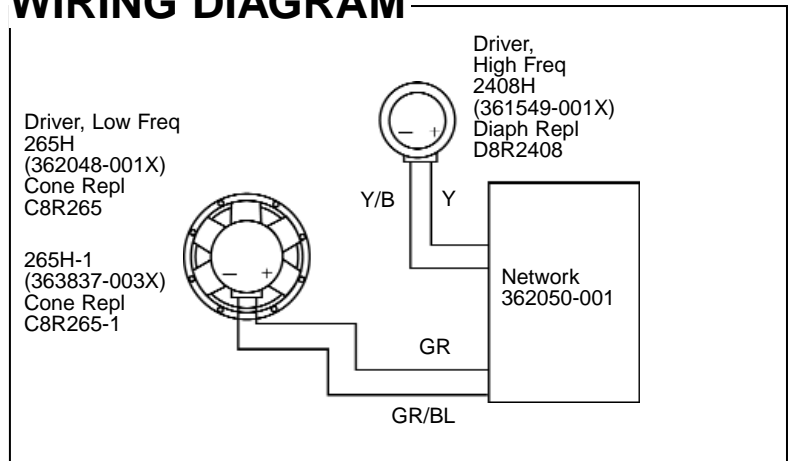 WIRING DIAGRAM
Driver,
High Freq
2408H
(361549-001X)
Diaph Repl
D8R2408
Driver, Low Freq
265H
(362048-001X)
Cone Repl
C8R265
265H-1
(363837-003X)
Cone Repl
C8R265-1
− +
− +
Y/B
Y
Network
362050-001
GR
GR/BL